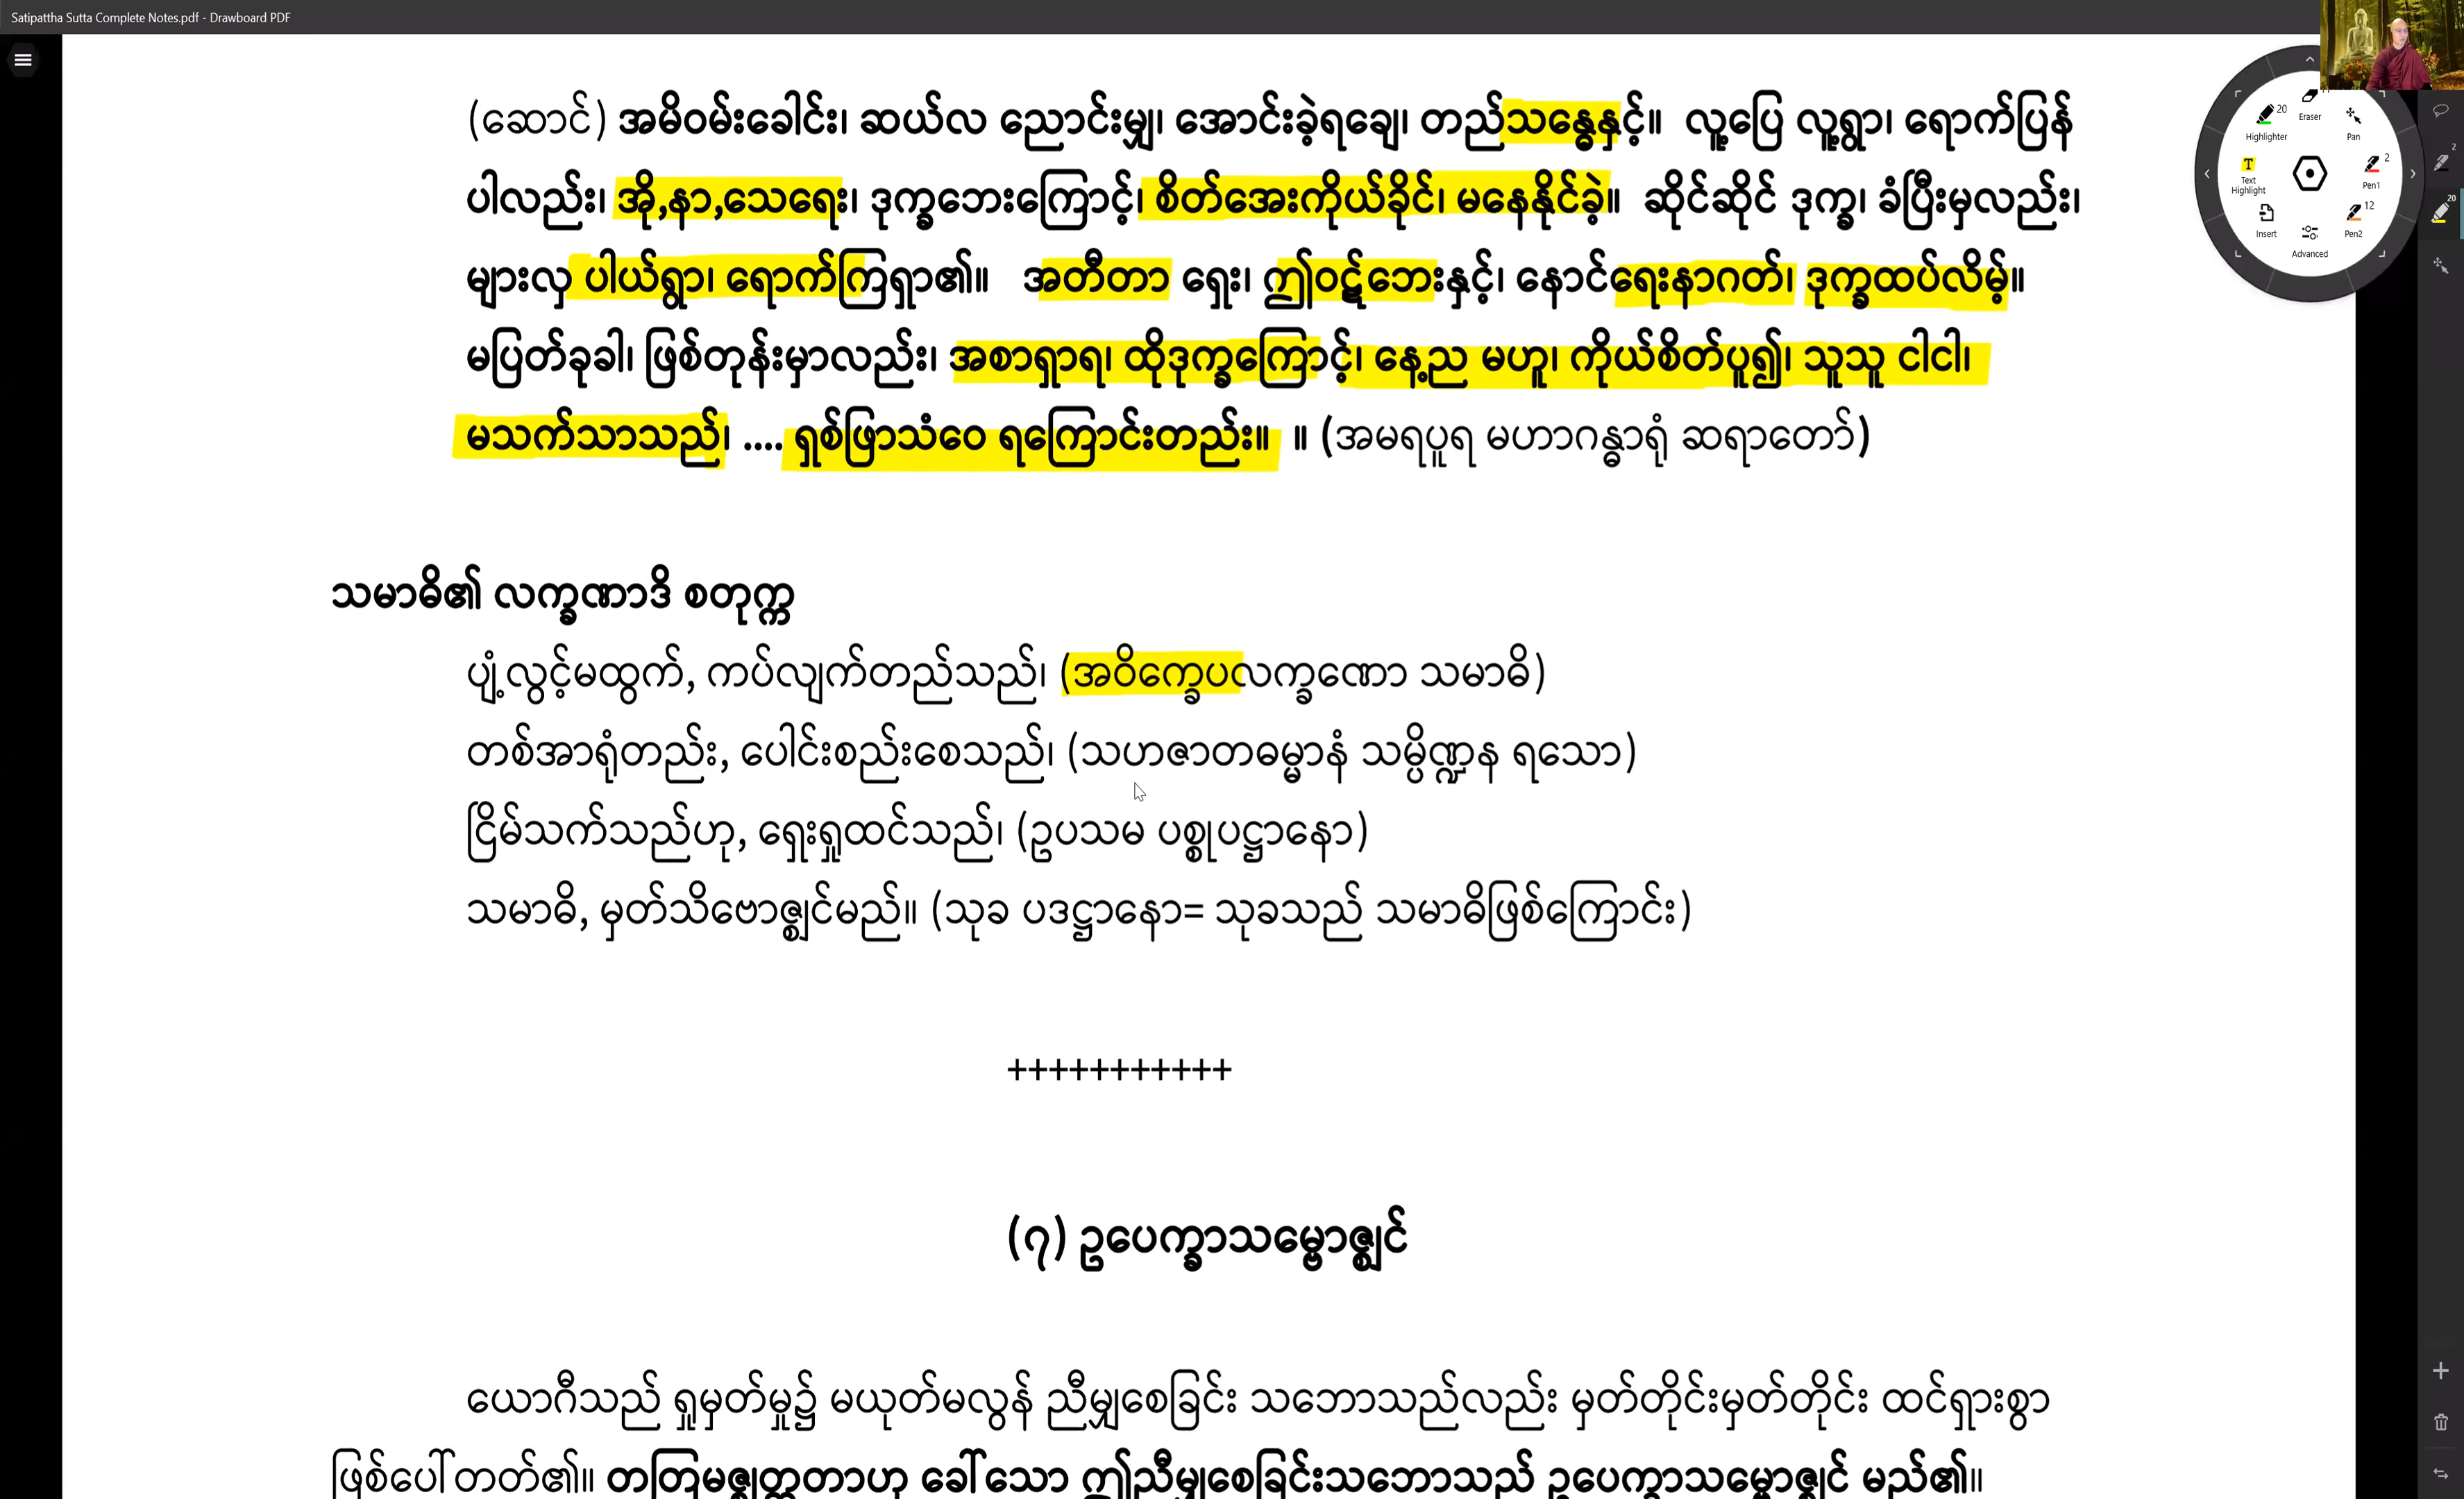 Satipattha Sutta Complete Notes.pdf - Drawboard PDF
(ဆောင်) အမိဝမ်းခေါင်း၊ ဆယ်လ ညောင်းမျှ၊ အောင်းခဲ့ရချေ၊ တည်သန္ဓေနှင့်။ လူ့ပြေ လူ့ရွာ၊ ရောက်ပြန်
ပါလည်း၊ အို,နာ,သေရေး၊ ဒုက္ခဘေးကြောင့်၊ စိတ်အေးကိုယ်ခိုင်၊ မနေနိုင်ခဲ့။ ဆိုင်ဆိုင် ဒုက္ခ၊ ခံပြီးမှလည်း၊
များလှ ပါယ်ရွာ၊ ရောက်ကြရှာ၏။ အတီတာ ရှေး၊ ဤဝဋ်ဘေးနှင့်၊ နောင်ရေးနာဂတ်၊ ဒုက္ခထပ်လိမ့်။
မပြတ်ခုခါ၊ ဖြစ်တုန်းမှာလည်း၊ အစာရှာရ၊ ထိုဒုက္ခကြောင့်၊ နေ့ည မဟူ၊ ကိုယ်စိတ်ပူ၍၊ သူသူ ငါငါ၊
မသက်သာသည်၊ .... ရှစ်ဖြာသံဝေ ရကြောင်းတည်း။ ။ (အမရပူရ မဟာဂန္ဓာရုံ ဆရာတော်)
သမာဓိ၏ လက္ခဏာဒိ စတုက္က
ပျံ့လွင့်မထွက်, ကပ်လျက်တည်သည်၊ (အဝိက္ခေပလက္ခဏော သမာဓိ)
တစ်အာရုံတည်း, ပေါင်းစည်းစေသည်၊ (သဟဇာတဓမ္မာနံ သမ္ပိဏ္ဍန ရသော)
ငြိမ်သက်သည်ဟု, ရှေးရှုထင်သည်၊ (ဥပသမ ပစ္စုပဋ္ဌာနော)
သမာဓိ, မှတ်သိဗောဇ္ဈင်မည်။ (သုခ ပဒဋ္ဌာနော= သုခသည် သမာဓိဖြစ်ကြောင်း)
+++++++++++
(၇) ဥပေက္ခာသမ္ဗောဇ္ဈင်
ယောဂီသည် ရှုမှတ်မှု၌ မယုတ်မလွန် ညီမျှစေခြင်း သဘောသည်လည်း မှတ်တိုင်းမှတ်တိုင်း ထင်ရှားစွာ
ဖြစ်ပေါ်တတ်၏။ တတြမဇ္ဈတ္တတာဟု ခေါ်သော ဤညီမျှစေခြင်းသဘောသည် ဥပေက္ခာသမ္ဗောဇ္ဈင် မည်၏။
20
Highlighter
Eraser
Pan
T
Text
Highlight
2
Pen1
Insert
12
Pen2
Advanced
2
20